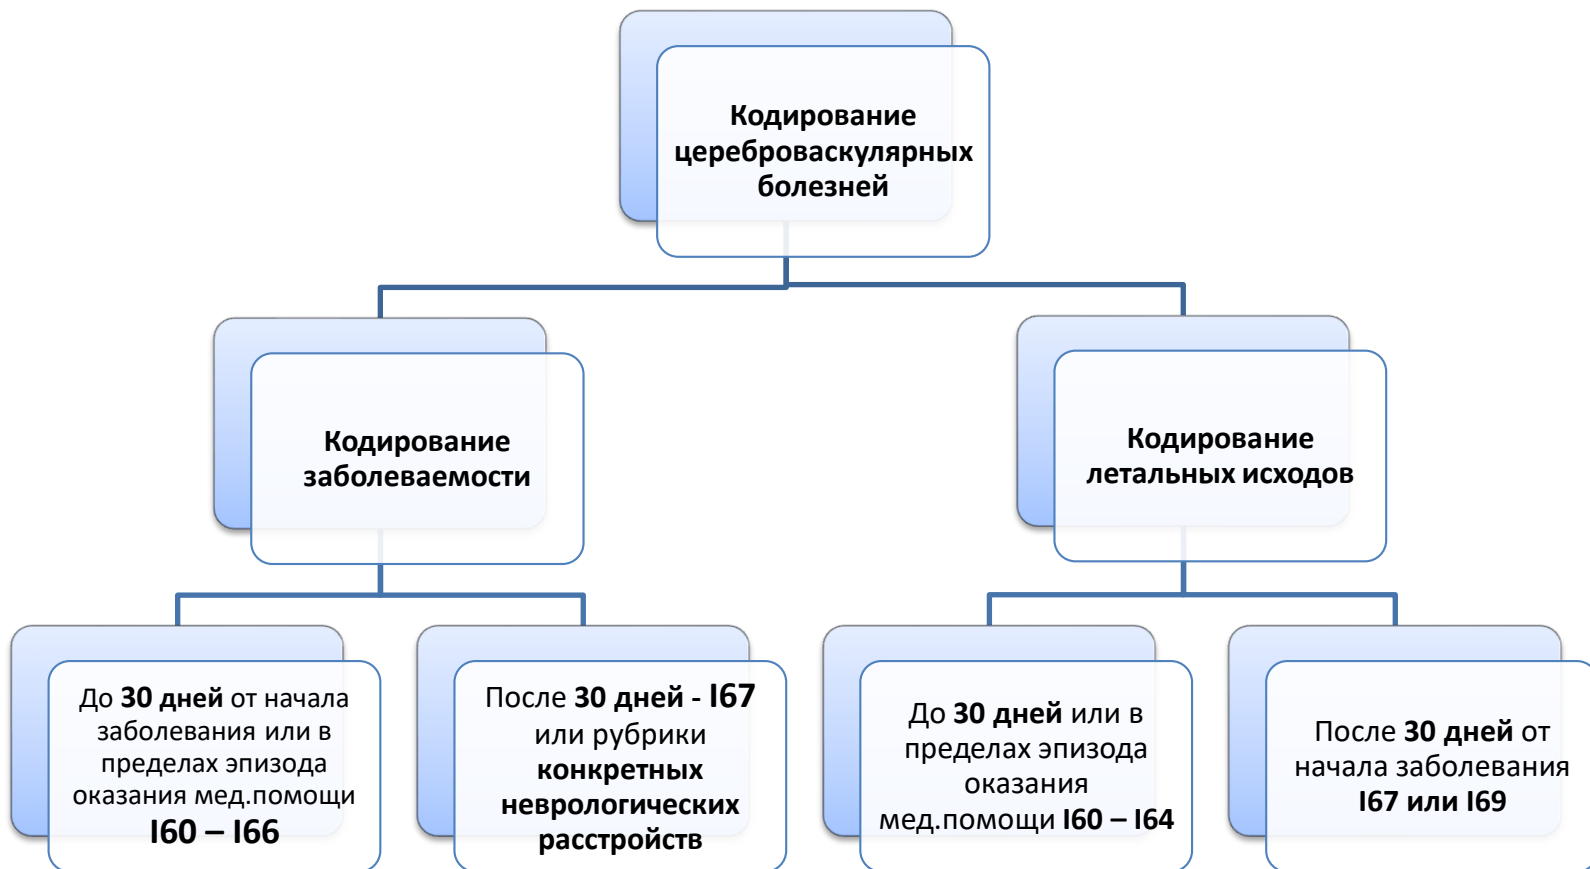 Кодирование
цереброваскулярных
болезней
Кодирование
заболеваемости
Кодирование
летальных исходов
До 30 дней от начала
заболевания или в
пределах эпизода
оказания мед.помощи
I60 – I66
После 30 дней - I67
или рубрики
конкретных
неврологических
расстройств
До 30 дней или в
пределах эпизода
оказания
мед.помощи I60 – I64
После 30 дней от
начала заболевания
I67 или I69